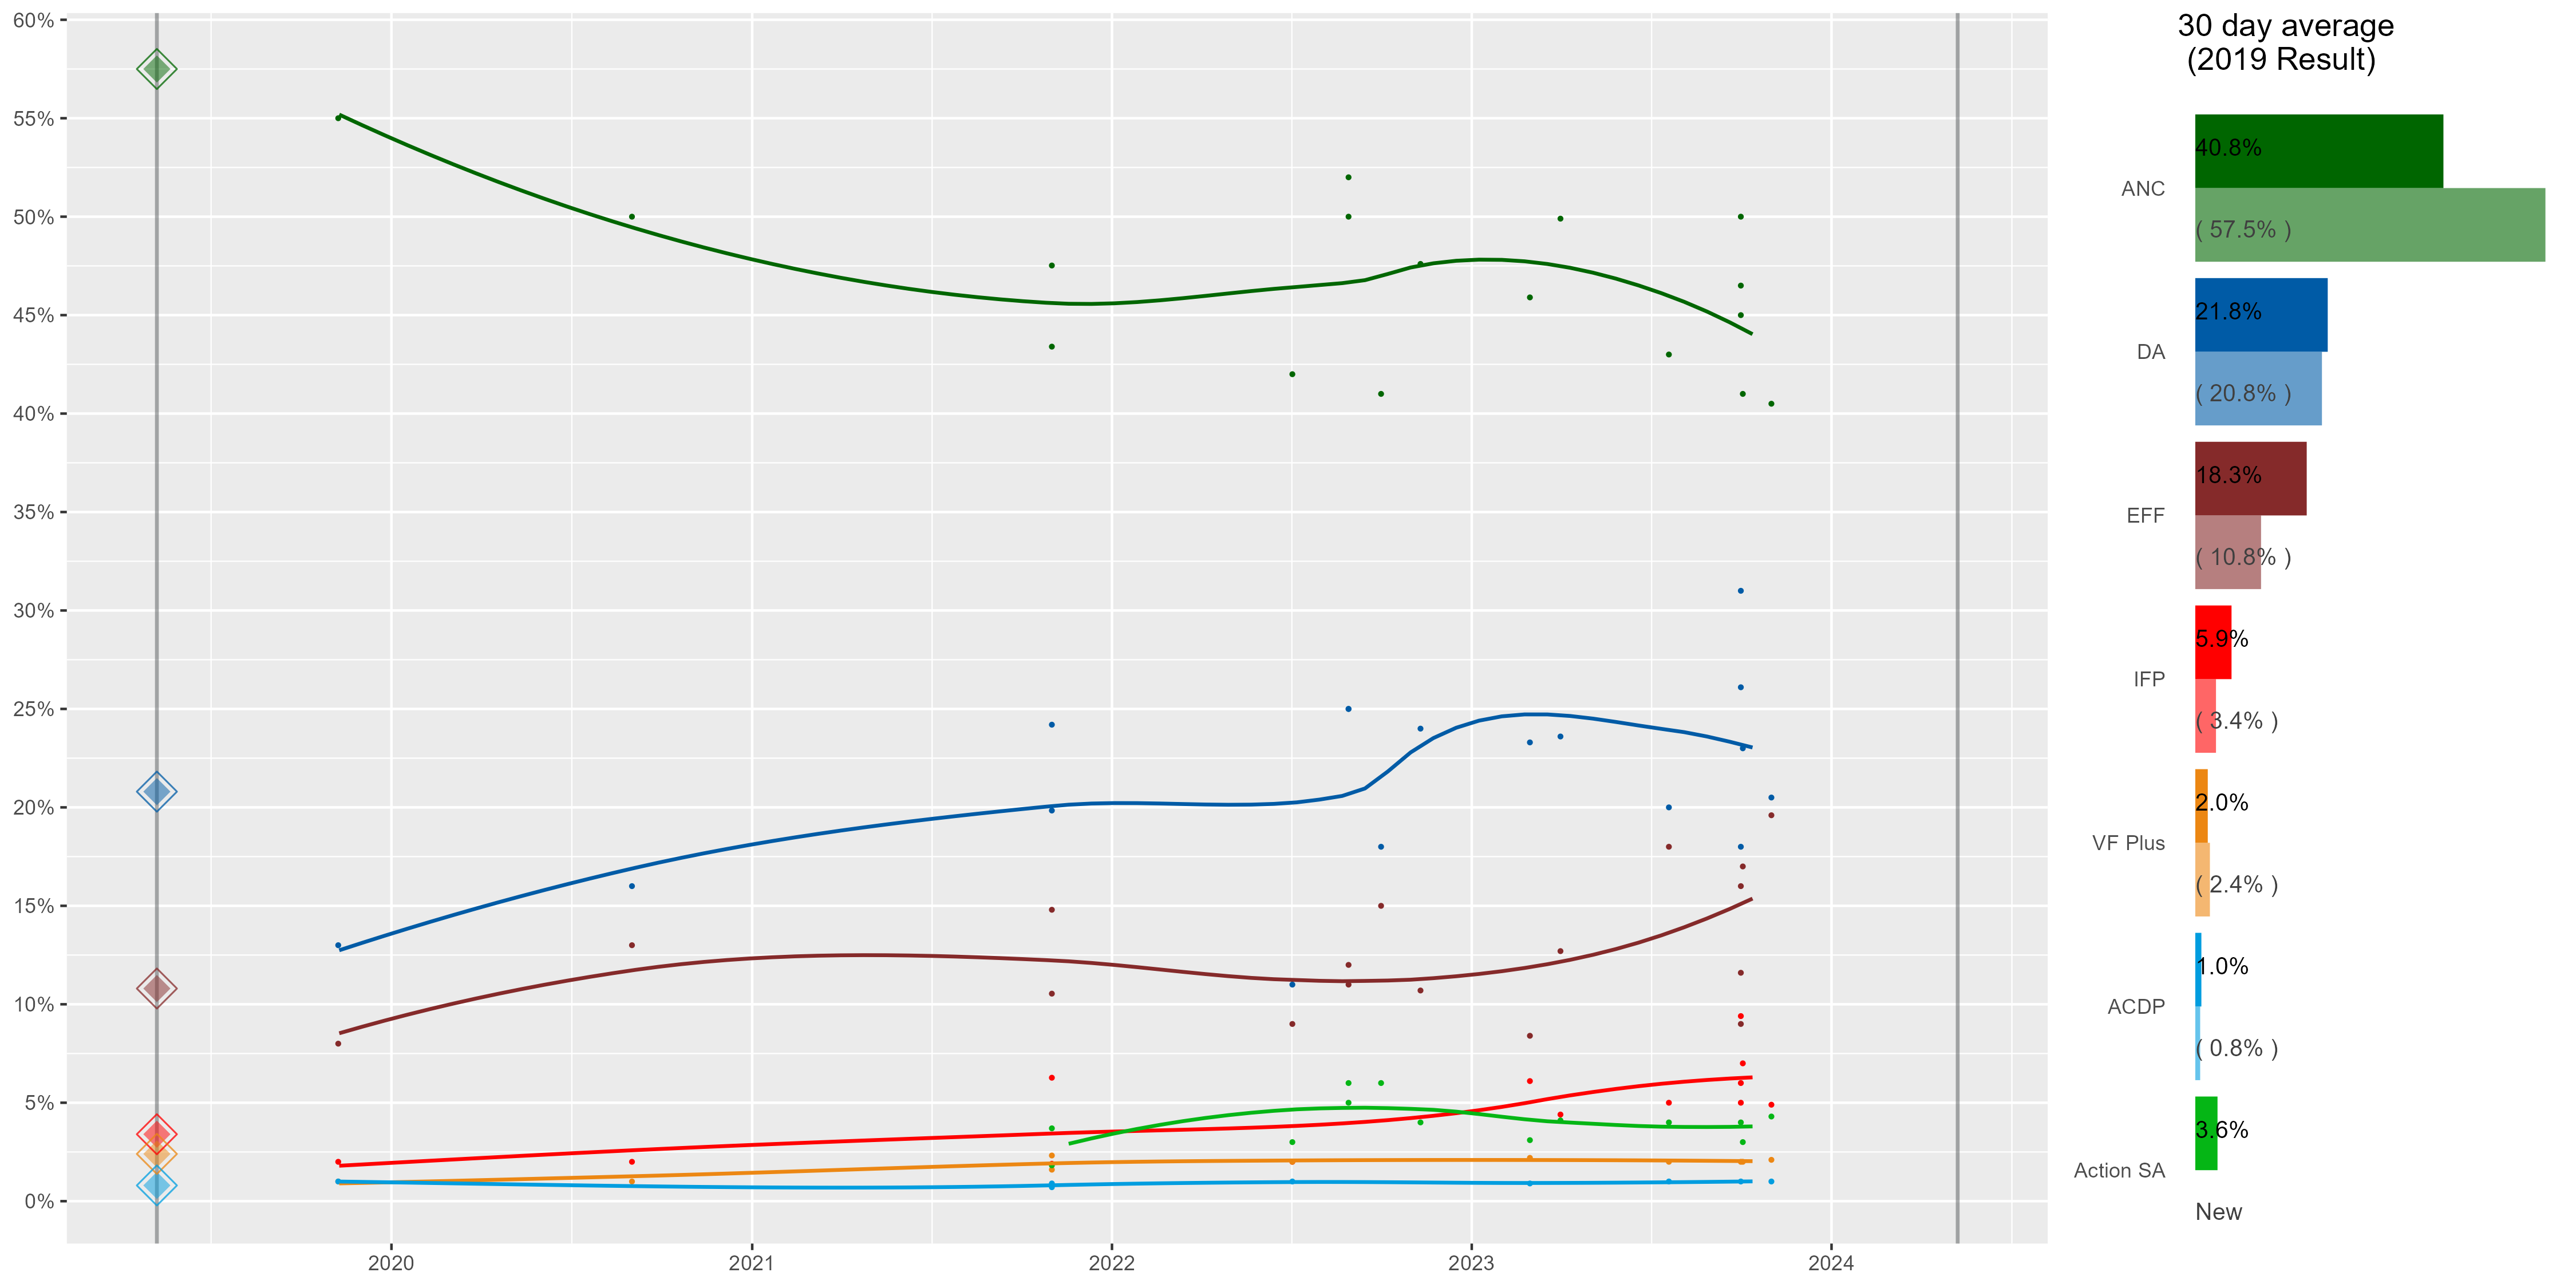 60%
55%
50%
45%
40%
35%
30%
25%
20%
15%
10%
5%
0%
2020
2021
2022
2023
2024
30 day average
(2019 Result)
ANC
40.8%
( 57.5% )
DA
21.8%
( 20.8% )
EFF
18.3%
( 10.8% )
IFP
5.9%
( 3.4% )
VF Plus
2.0%
( 2.4% )
ACDP
1.0%
( 0.8% )
Action SA
3.6%
New